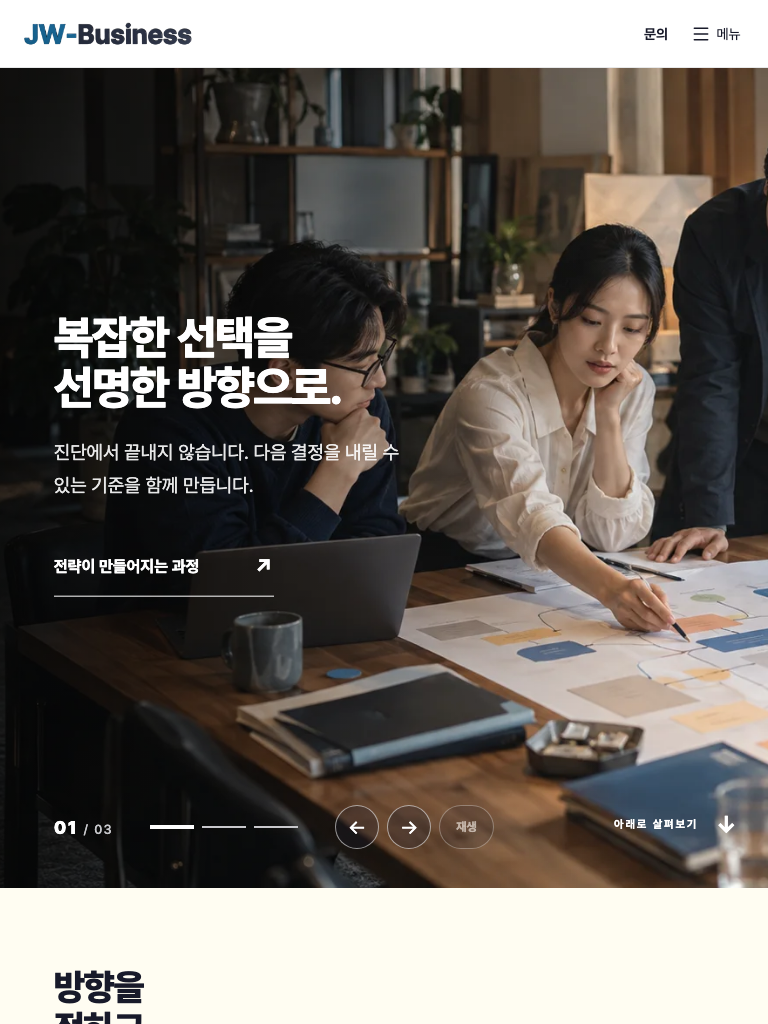 JW-Business
문의
메뉴
복잡한 선택을
선명한 방향으로.
진단에서 끝내지 않습니다. 다음 결정을 내릴 수
있는 기준을 함께 만듭니다.
전략이 만들어지는 과정
01 / 03
재생
아래로 살펴보기
방향을